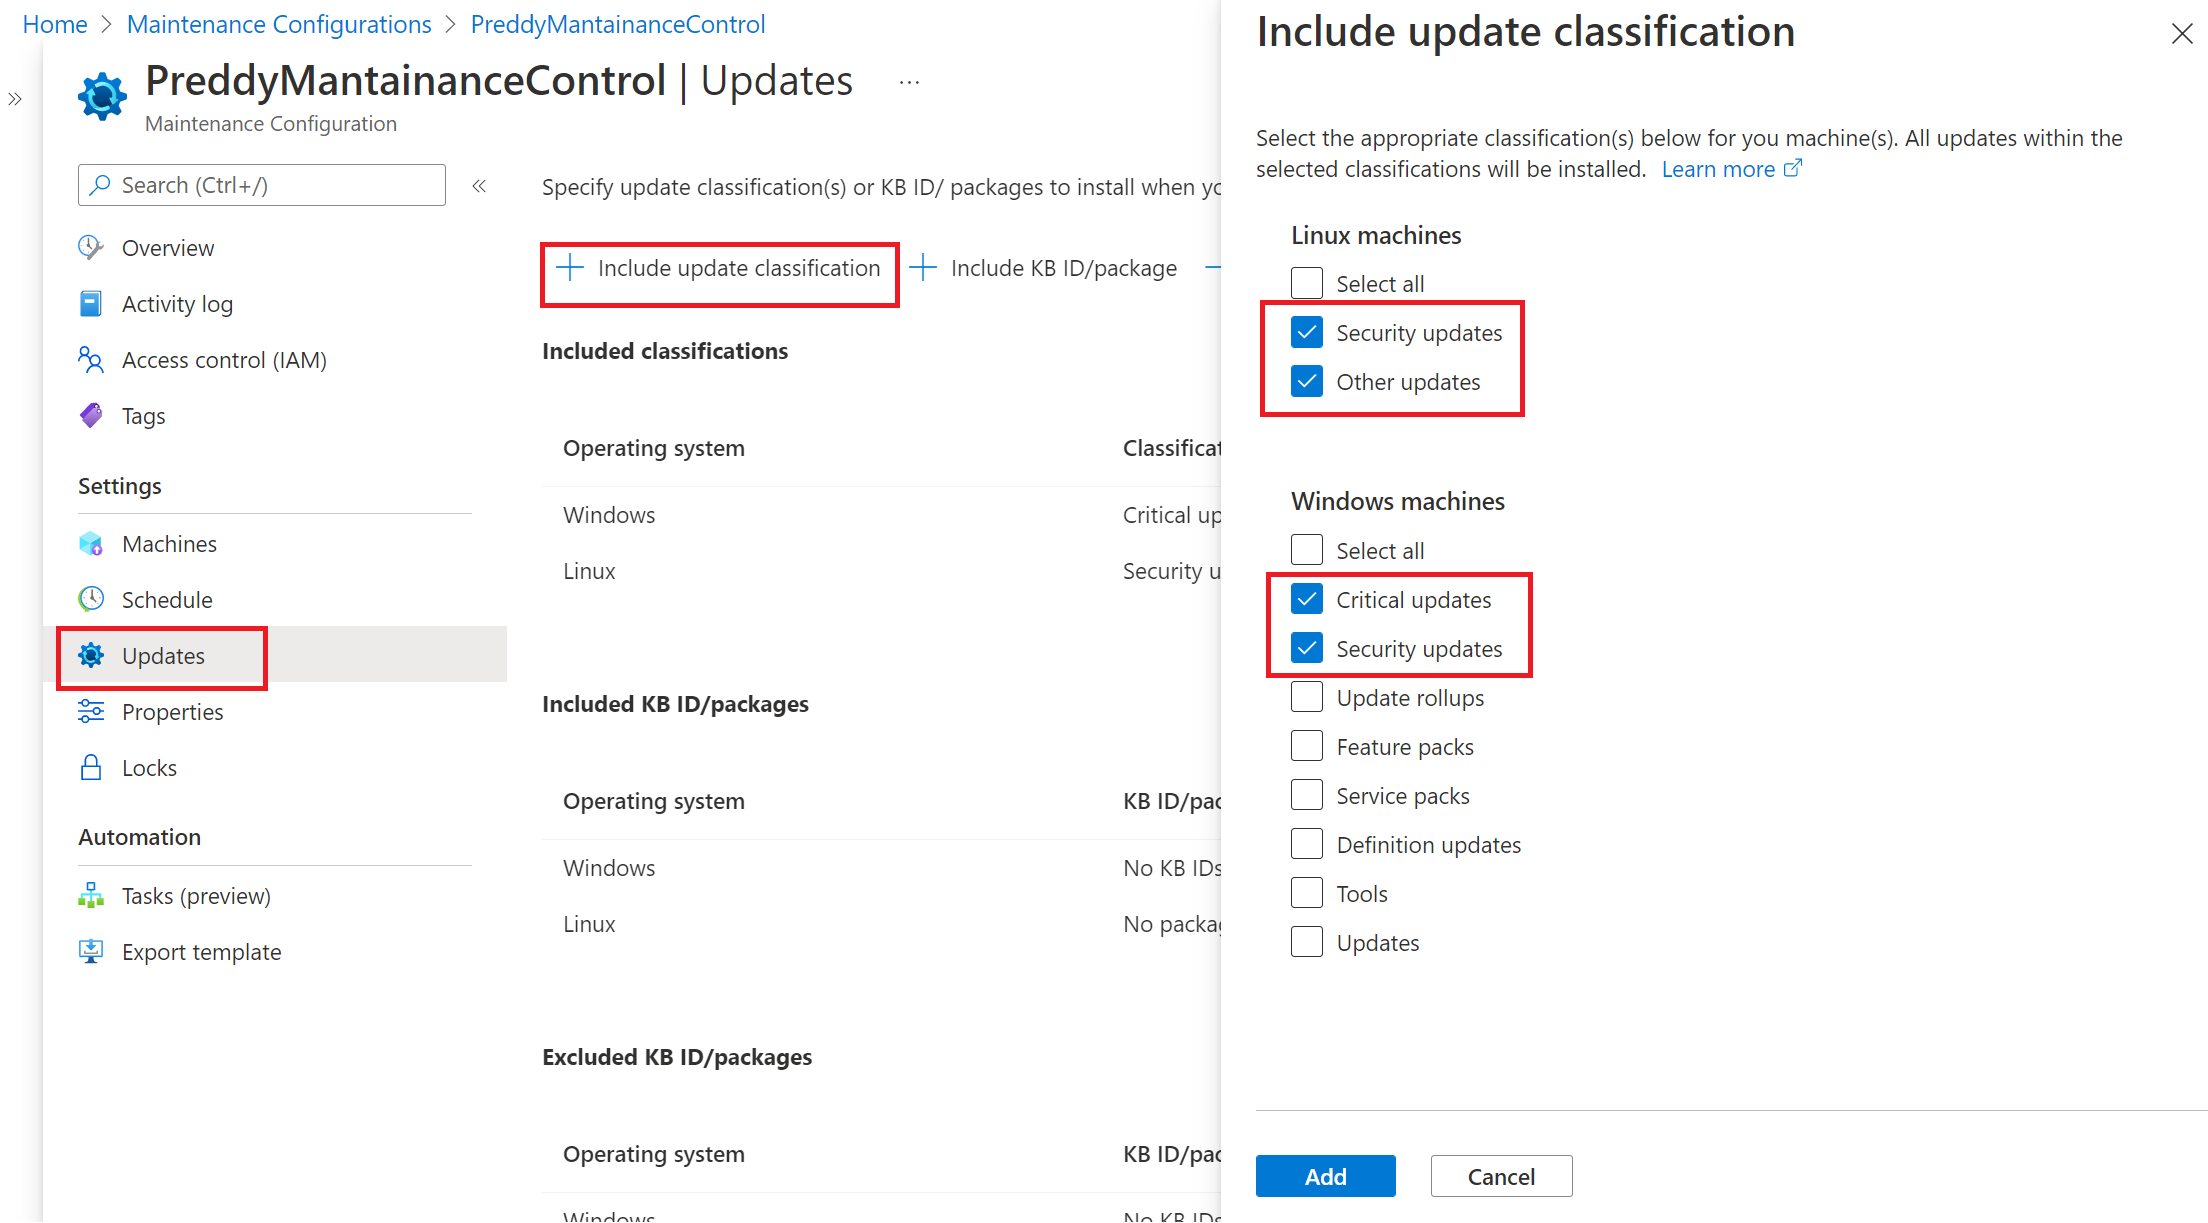 Home > Maintenance Configurations > PreddyMantainanceControl
PreddyMantainanceControl | Updates ...
Maintenance Configuration
Search (Ctrl+/)
Overview
Activity log
Access control (IAM)
Tags
Settings
Machines
Schedule
Updates
Properties
Locks
Automation
Tasks (preview)
Export template
Specify update classification(s) or KB ID/ packages to install when yo
Include update classification
Include KB ID/package
Included classifications
Operating system Classificat
Windows Critical up
Linux Security u
Included KB ID/packages
Operating system KB ID/pac
Windows No KB IDs
Linux No packag
Excluded KB ID/packages
Operating system KB ID/pac
Windows No KB IDs
Include update classification
Select the appropriate classification(s) below for you machine(s). All updates within the
selected classifications will be installed. Learn more
Linux machines
Select all
Security updates
Other updates
Windows machines
Select all
Critical updates
Security updates
Update rollups
Feature packs
Service packs
Definition updates
Tools
Updates
Add
Cancel